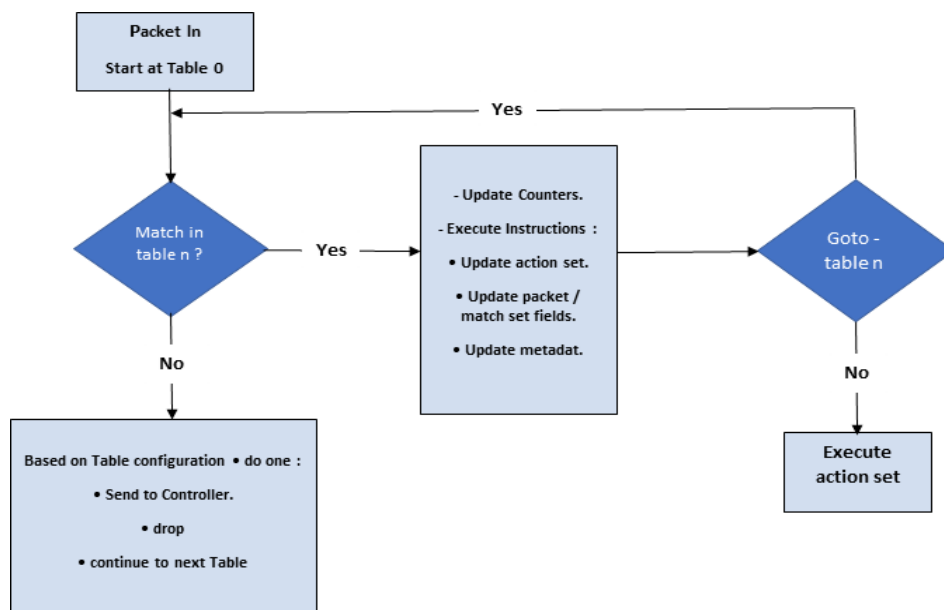 Packet In
Start at Table 0
Yes
Match in
table n ?
Yes
- Update Counters.
- Execute Instructions :
• Update action set.
• Update packet /
match set fields.
• Update metadat.
Goto -
table n
No
No
Based on Table configuration • do one :
• Send to Controller.
• drop
• continue to next Table
Execute
action set